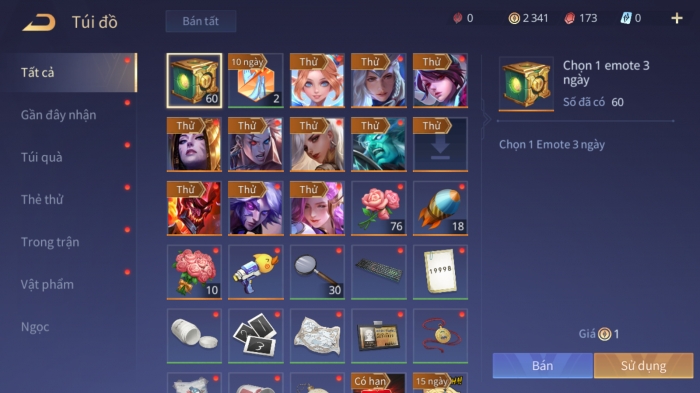 Túi đồ
Bán tất
0
2 341
173
0
+
Tất cả
Gần đây nhận
Túi quà
Thẻ thử
Trong trận
Vật phẩm
Ngọc
60
10 ngày
2
Thử
Thử
Thử
Thử
Thử
Thử
Thử
Thử
Thử
Thử
Thử
76
18
10
30
19998
Có hạn
15 ngày
Chọn 1 emote 3
ngày
Số đã có 60
Chọn 1 Emote 3 ngày
Giá 1
Bán
Sử dụng